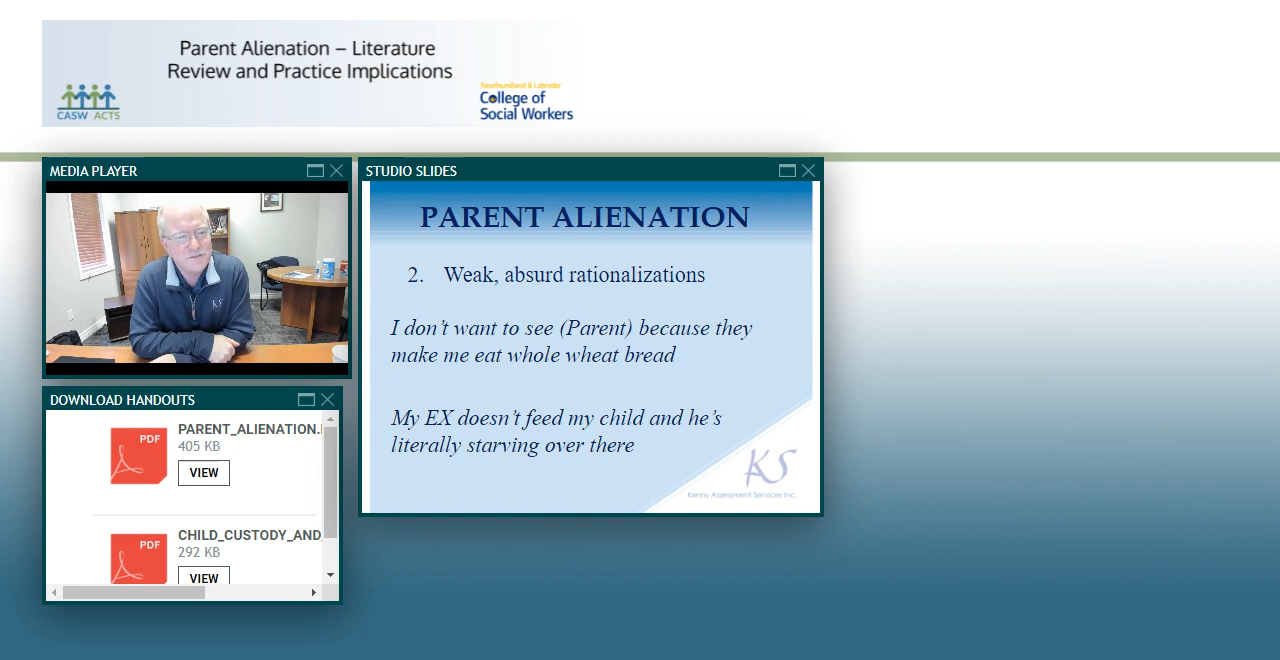 Parent Alienation – Literature
Review and Practice Implications
CASW ACTS
Newfoundland & Labrador
College of
Social Workers
MEDIA PLAYER
KS
STUDIO SLIDES
PARENT ALIENATION
2. Weak, absurd rationalizations
I don’t want to see (Parent) because they
make me eat whole wheat bread
My EX doesn’t feed my child and he’s
literally starving over there
KS
Kenny Assessment Services Inc.
DOWNLOAD HANDOUTS
PDF
PARENT_ALIENATION.
405 KB
VIEW
PDF
CHILD_CUSTODY_AND
292 KB
VIEW